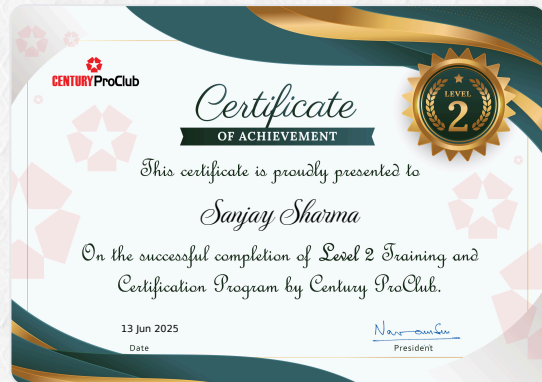 CENTURY ProClub
LEVEL
2
Certificate
OF ACHIEVEMENT
This certificate is proudly presented to
Sanjay Sharma
On the successful completion of Level 2 Training and
Certification Program by Century ProClub.
13 Jun 2025
Date
President